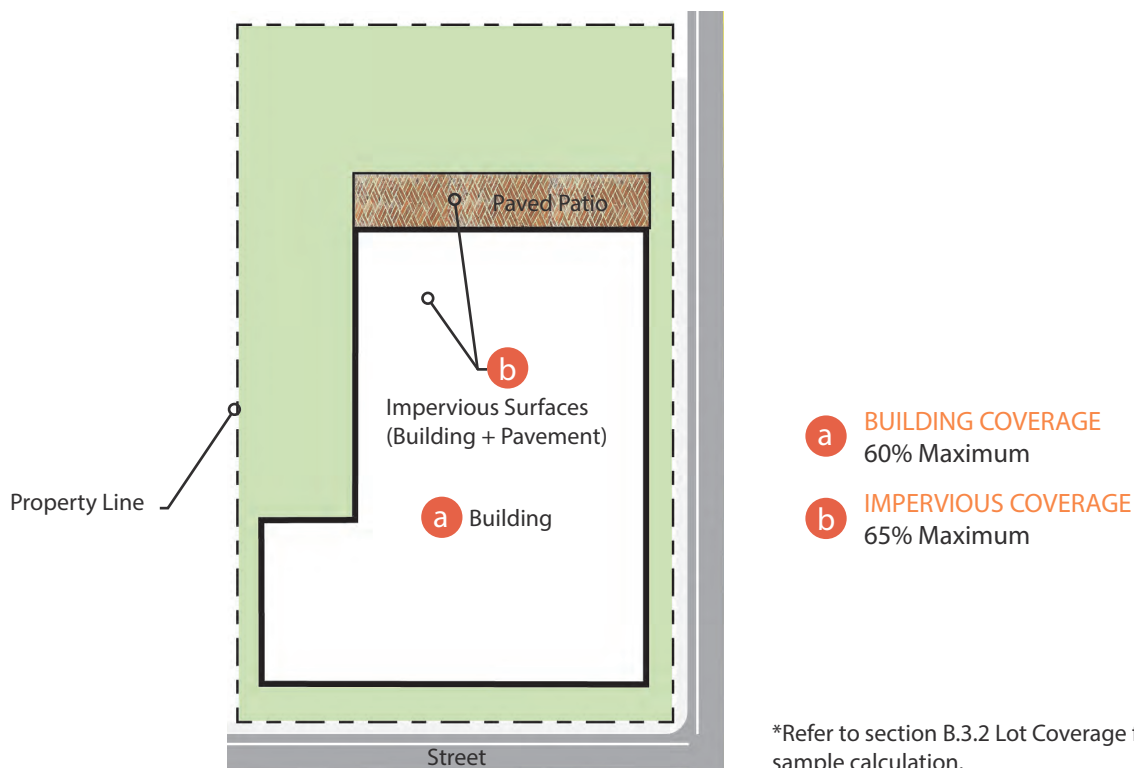 Paved Patio
b
Impervious Surfaces
(Building + Pavement)
Property Line
a Building
Street
a BUILDING COVERAGE
60% Maximum
b IMPERVIOUS COVERAGE
65% Maximum
*Refer to section B.3.2 Lot Coverage
sample calculation.